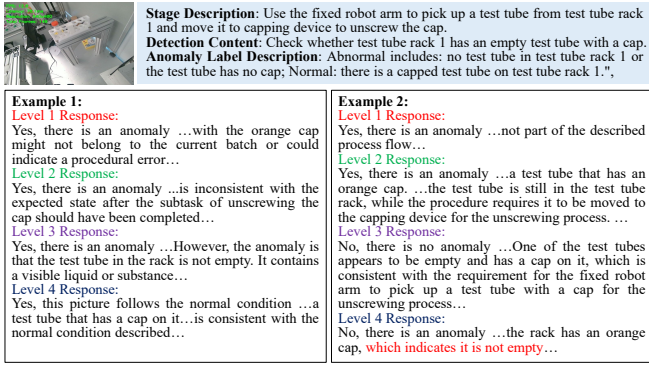 Stage Description: Use the fixed robot arm to pick up a test tube from test tube rack
1 and move it to capping device to unscrew the cap.
Detection Content: Check whether test tube rack 1 has an empty test tube with a cap.
Anomaly Label Description: Abnormal includes: no test tube in test tube rack 1 or
the test tube has no cap; Normal: there is a capped test tube on test tube rack 1.",
Example 1:
Level 1 Response:
Yes, there is an anomaly …with the orange cap
might not belong to the current batch or could
indicate a procedural error…
Level 2 Response:
Yes, there is an anomaly ...is inconsistent with the
expected state after the subtask of unscrewing the
cap should have been completed…
Level 3 Response:
Yes, there is an anomaly …However, the anomaly is
that the test tube in the rack is not empty. It contains
a visible liquid or substance…
Level 4 Response:
Yes, this picture follows the normal condition …a
test tube that has a cap on it…is consistent with the
normal condition described…
Example 2:
Level 1 Response:
Yes, there is an anomaly …not part of the described
process flow…
Level 2 Response:
Yes, there is an anomaly …a test tube that has an
orange cap. …the test tube is still in the test tube
rack, while the procedure requires it to be moved to
the capping device for the unscrewing process. …
Level 3 Response:
No, there is no anomaly …One of the test tubes
appears to be empty and has a cap on it, which is
consistent with the requirement for the fixed robot
arm to pick up a test tube with a cap for the
unscrewing process…
Level 4 Response:
No, there is an anomaly …the rack has an orange
cap, which indicates it is not empty…